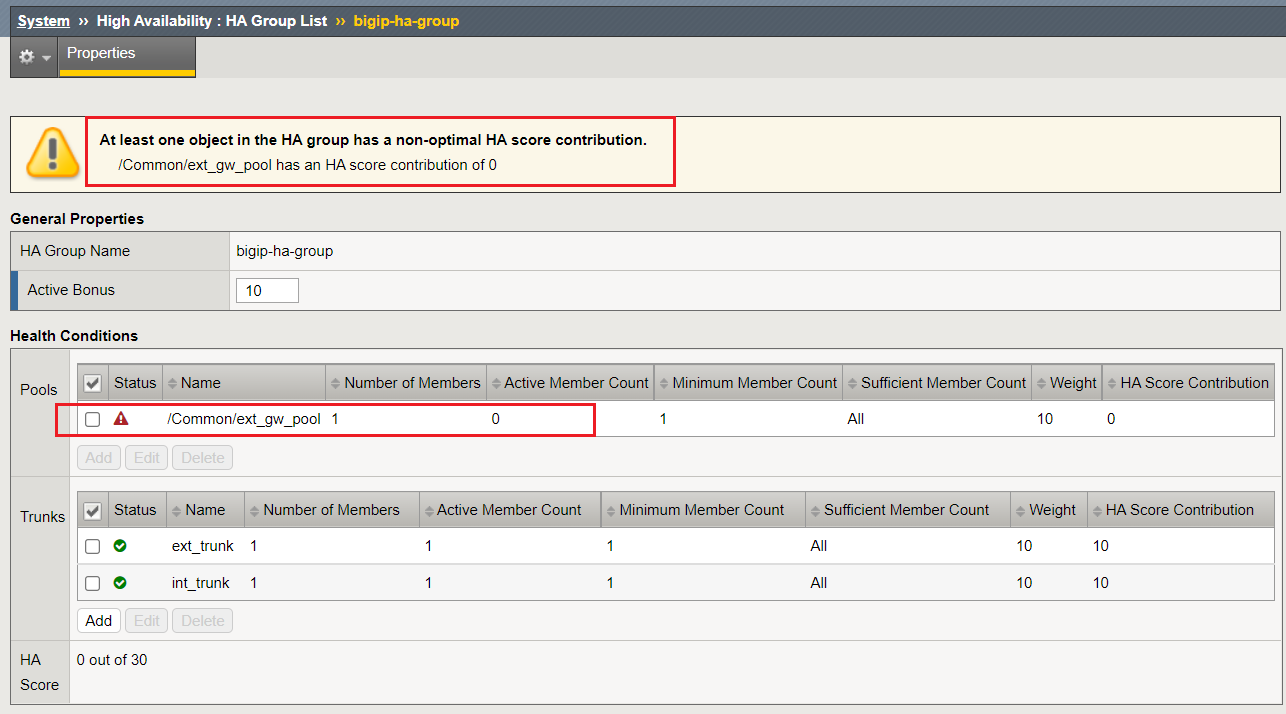 System » High Availability : HA Group List » bigip-ha-group
Properties
At least one object in the HA group has a non-optimal HA score contribution.
/Common/ext_gw_pool has an HA score contribution of 0
General Properties
HA Group Name bigip-ha-group
Active Bonus 10
Health Conditions
Pools
Status Name Number of Members Active Member Count Minimum Member Count Sufficient Member Count Weight HA Score Contribution
/Common/ext_gw_pool 1 0 1 All 10 0
Add Edit Delete
Trunks
Status Name Number of Members Active Member Count Minimum Member Count Sufficient Member Count Weight HA Score Contribution
ext_trunk 1 1 1 All 10 10
int_trunk 1 1 1 All 10 10
Add Edit Delete
HA Score 0 out of 30